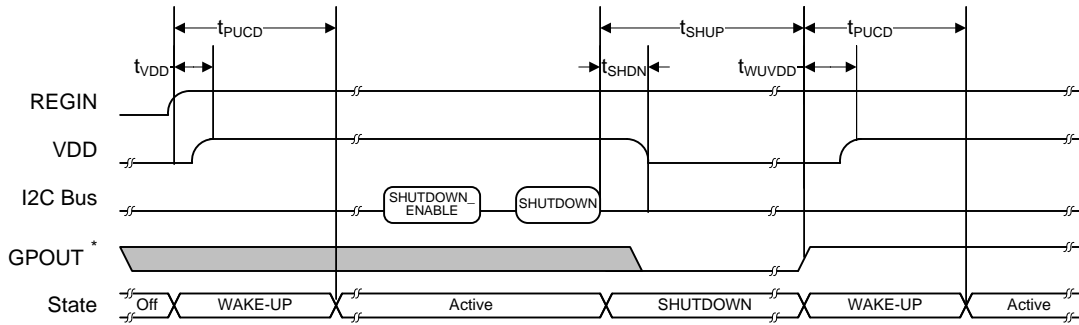 tPUCD tSHUP tPUCD
tVDD tSHDN tWUVDD
REGIN
VDD
I2C Bus SHUTDOWN_
ENABLE SHUTDOWN
GPOUT *
State Off WAKE-UP Active SHUTDOWN WAKE-UP Active